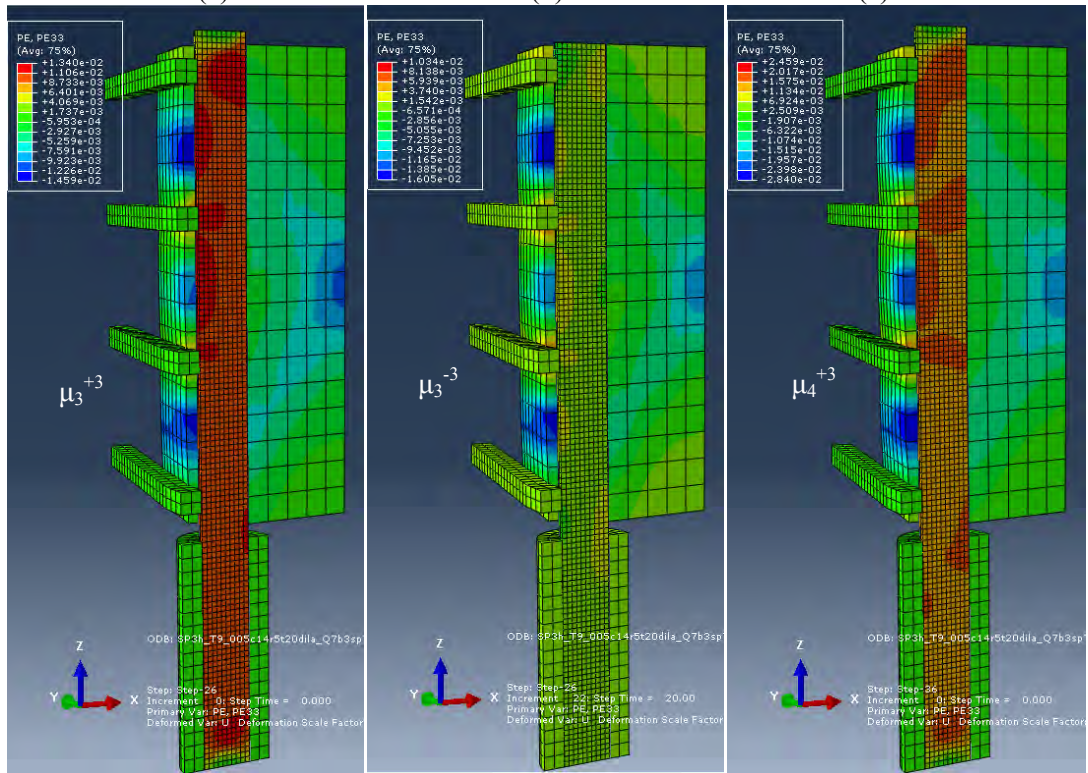 PE, PE33
(Avg: 75%)
+1.340e-02
+1.106e-02
+8.733e-03
+6.401e-03
+4.069e-03
+1.737e-03
-5.953e-04
-2.927e-03
-5.259e-03
-7.591e-03
-9.923e-03
-1.226e-02
-1.459e-02
μ₃⁺³
Z
Y
X
ODB: SP3h_T9_005c14r5t20dila_Q7b3sp
Step: Step-26
Increment 0: Step Time = 0.000
Primary Var: PE, PE33
Deformed Var: U Deformation Scale Factor
PE, PE33
(Avg: 75%)
+1.034e-02
+8.138e-03
+5.939e-03
+3.740e-03
+1.542e-03
-6.571e-04
-2.856e-03
-5.055e-03
-7.253e-03
-9.452e-03
-1.165e-02
-1.385e-02
-1.605e-02
μ₃⁻³
Z
Y
X
ODB: SP3h_T9_005c14r5t20dila_Q7b3sp
Step: Step-26
Increment 22: Step Time = 20.00
Primary Var: PE, PE33
Deformed Var: U Deformation Scale Factor
PE, PE33
(Avg: 75%)
+2.459e-02
+2.017e-02
+1.575e-02
+1.134e-02
+6.924e-03
+2.509e-03
-1.907e-03
-6.322e-03
-1.074e-02
-1.515e-02
-1.957e-02
-2.398e-02
-2.840e-02
μ₄⁺³
Z
Y
X
ODB: SP3h_T9_005c14r5t20dila_Q7b3sp
Step: Step-36
Increment 0: Step Time = 0.000
Primary Var: PE, PE33
Deformed Var: U Deformation Scale Factor